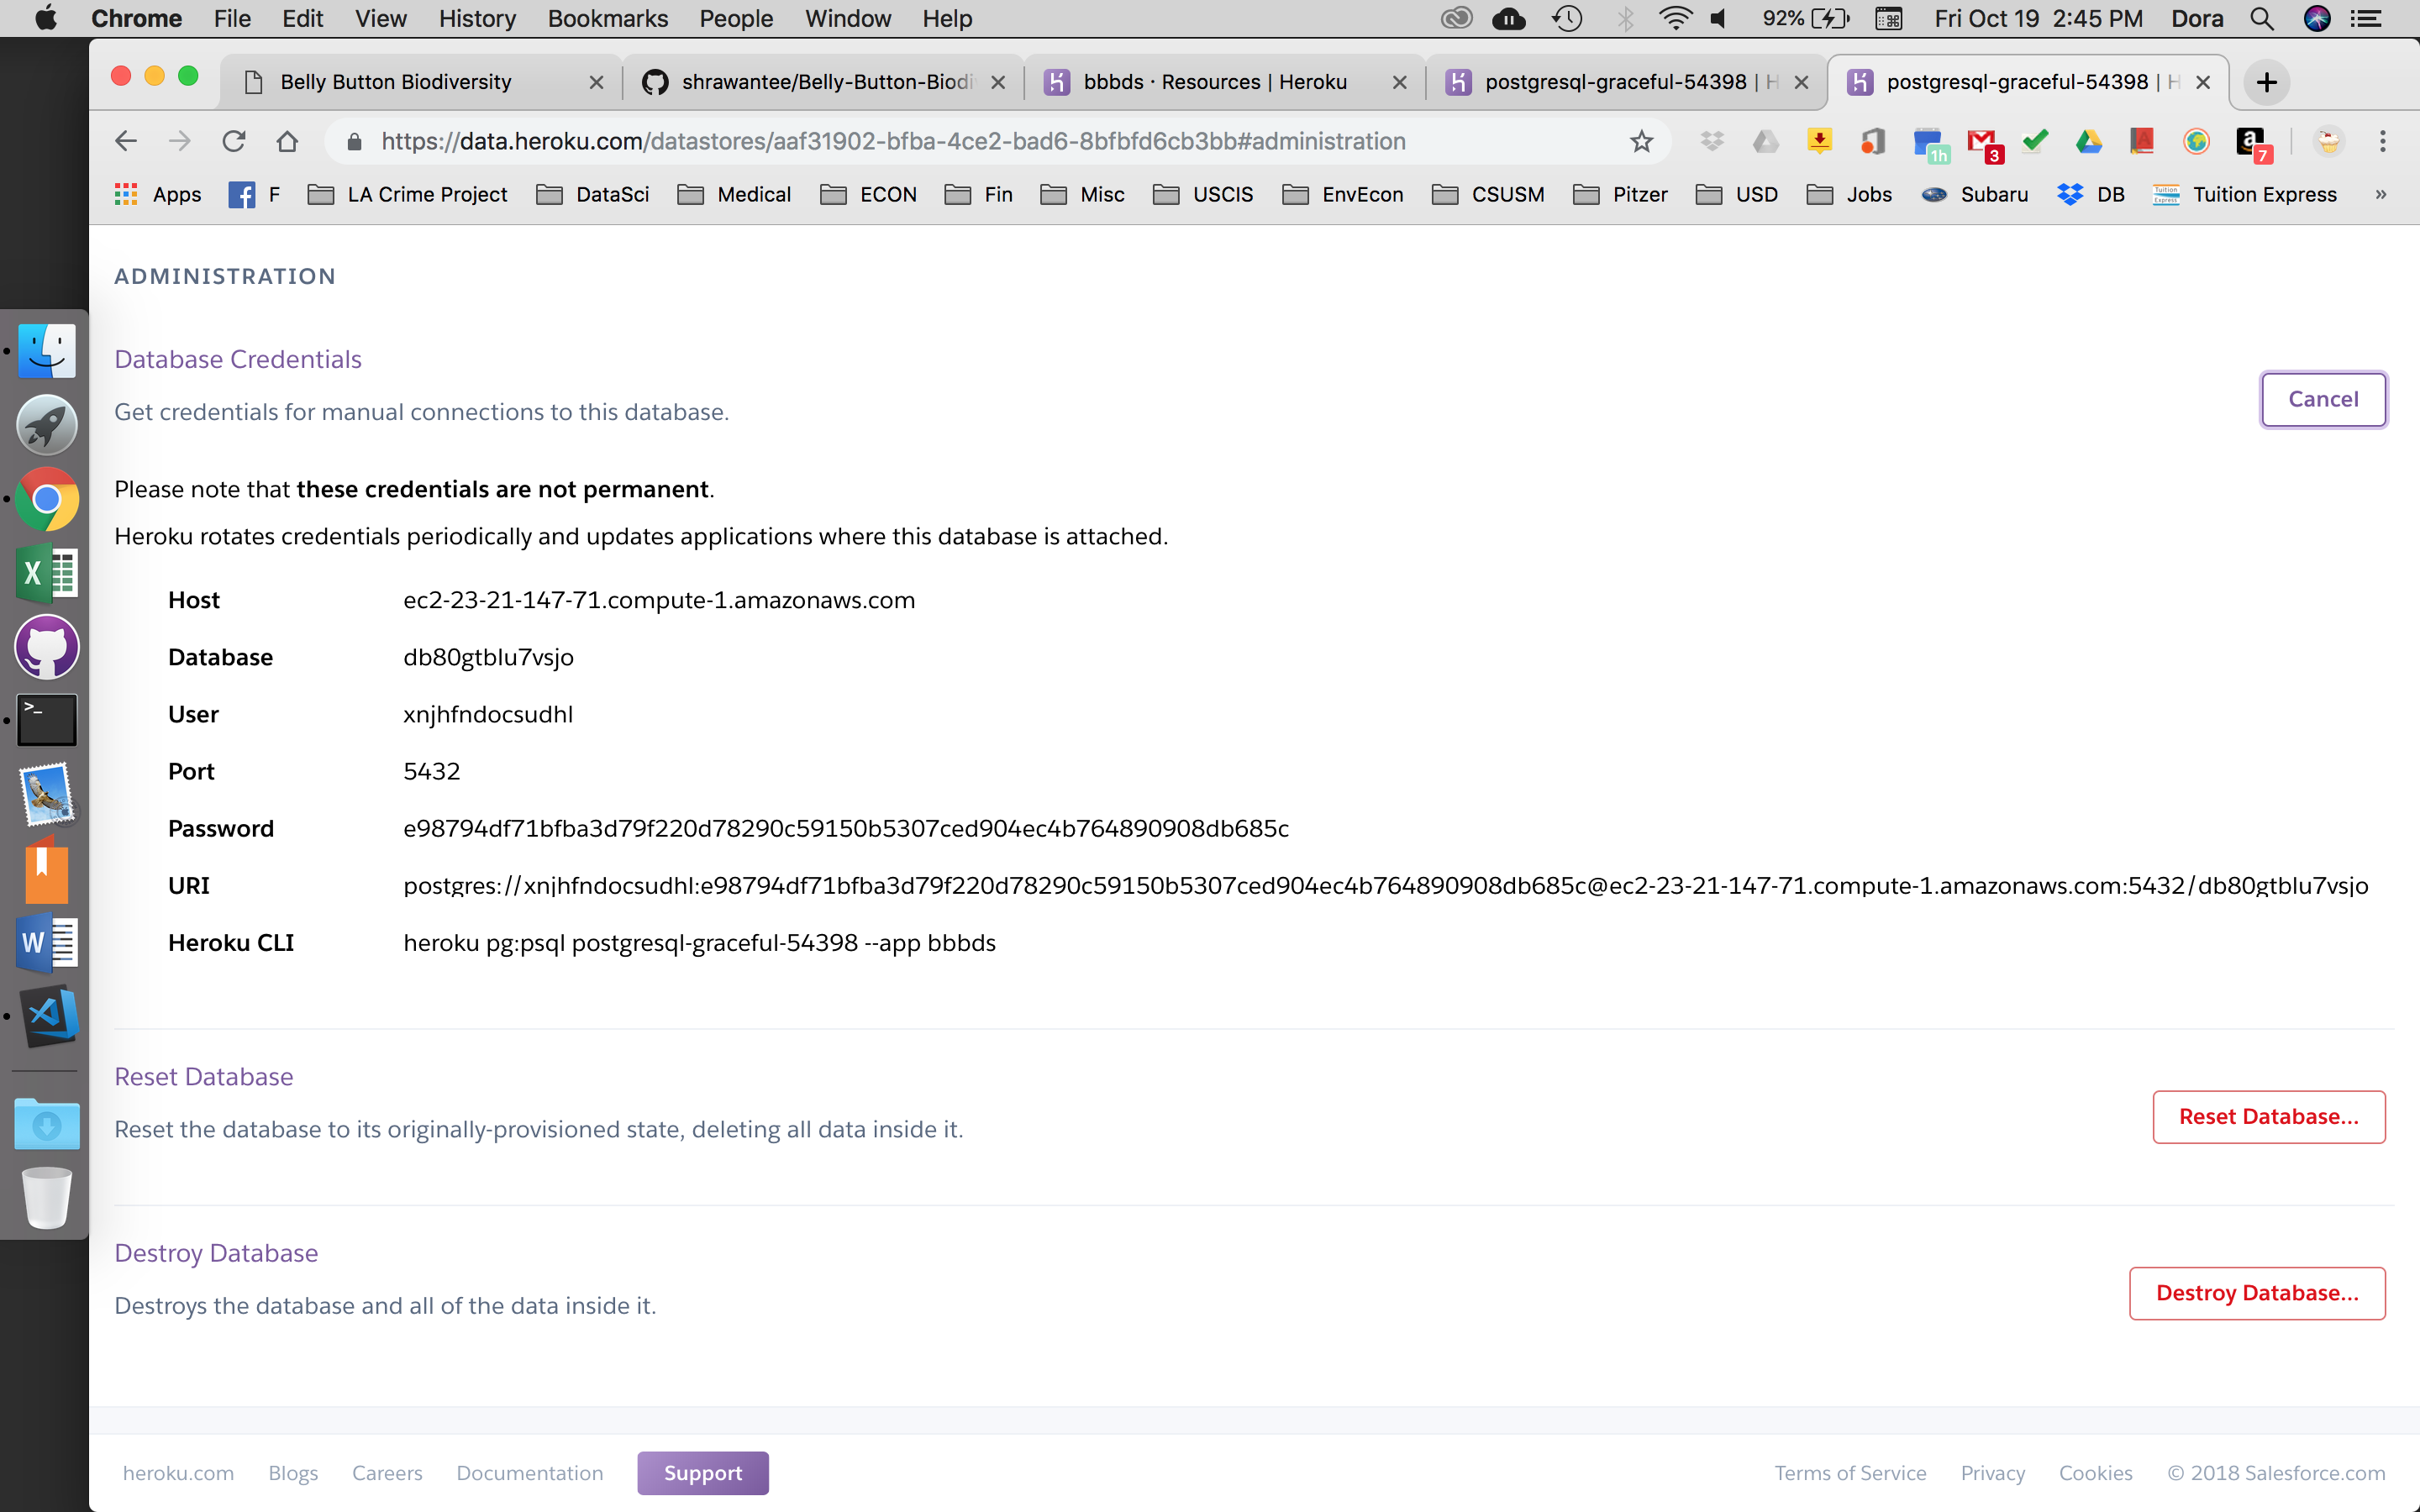 Chrome File Edit View History Bookmarks People Window Help 92% Fri Oct 19 2:45 PM Dora
Belly Button Biodiversity shrawantee/Belly-Button-Biodi bbbds · Resources | Heroku postgresql-graceful-54398 | H postgresql-graceful-54398 | H
https://data.heroku.com/datastores/aaf31902-bfba-4ce2-bad6-8bfbfd6cb3bb#administration 1h 3 7
Apps F LA Crime Project DataSci Medical ECON Fin Misc USCIS EnvEcon CSUSM Pitzer USD Jobs Subaru DB Tuition Express »
ADMINISTRATION
Database Credentials
Get credentials for manual connections to this database.
Cancel
Please note that these credentials are not permanent.
Heroku rotates credentials periodically and updates applications where this database is attached.
Host ec2-23-21-147-71.compute-1.amazonaws.com
Database db80gtblu7vsjo
User xnjhfndocsudhl
Port 5432
Password e98794df71bfba3d79f220d78290c59150b5307ced904ec4b764890908db685c
URI postgres://xnjhfndocsudhl:e98794df71bfba3d79f220d78290c59150b5307ced904ec4b764890908db685c@ec2-23-21-147-71.compute-1.amazonaws.com:5432/db80gtblu7vsjo
Heroku CLI heroku pg:psql postgresql-graceful-54398 --app bbbds
Reset Database
Reset the database to its originally-provisioned state, deleting all data inside it.
Reset Database...
Destroy Database
Destroys the database and all of the data inside it.
Destroy Database...
heroku.com Blogs Careers Documentation Support Terms of Service Privacy Cookies © 2018 Salesforce.com